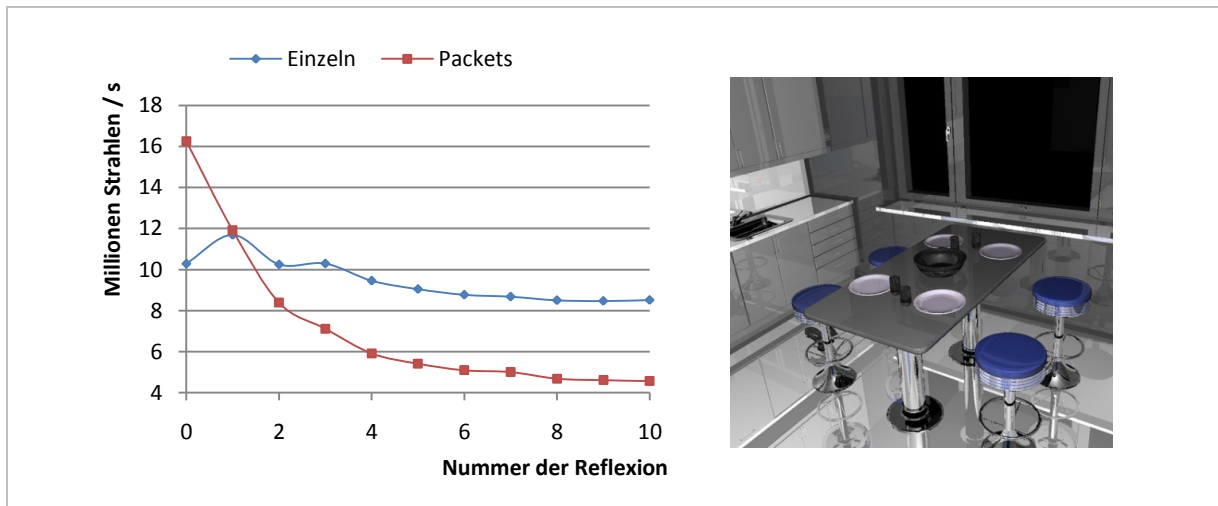 Einzeln Packets
Millionen Strahlen / s
18
16
14
12
10
8
6
4
0 2 4 6 8 10
Nummer der Reflexion